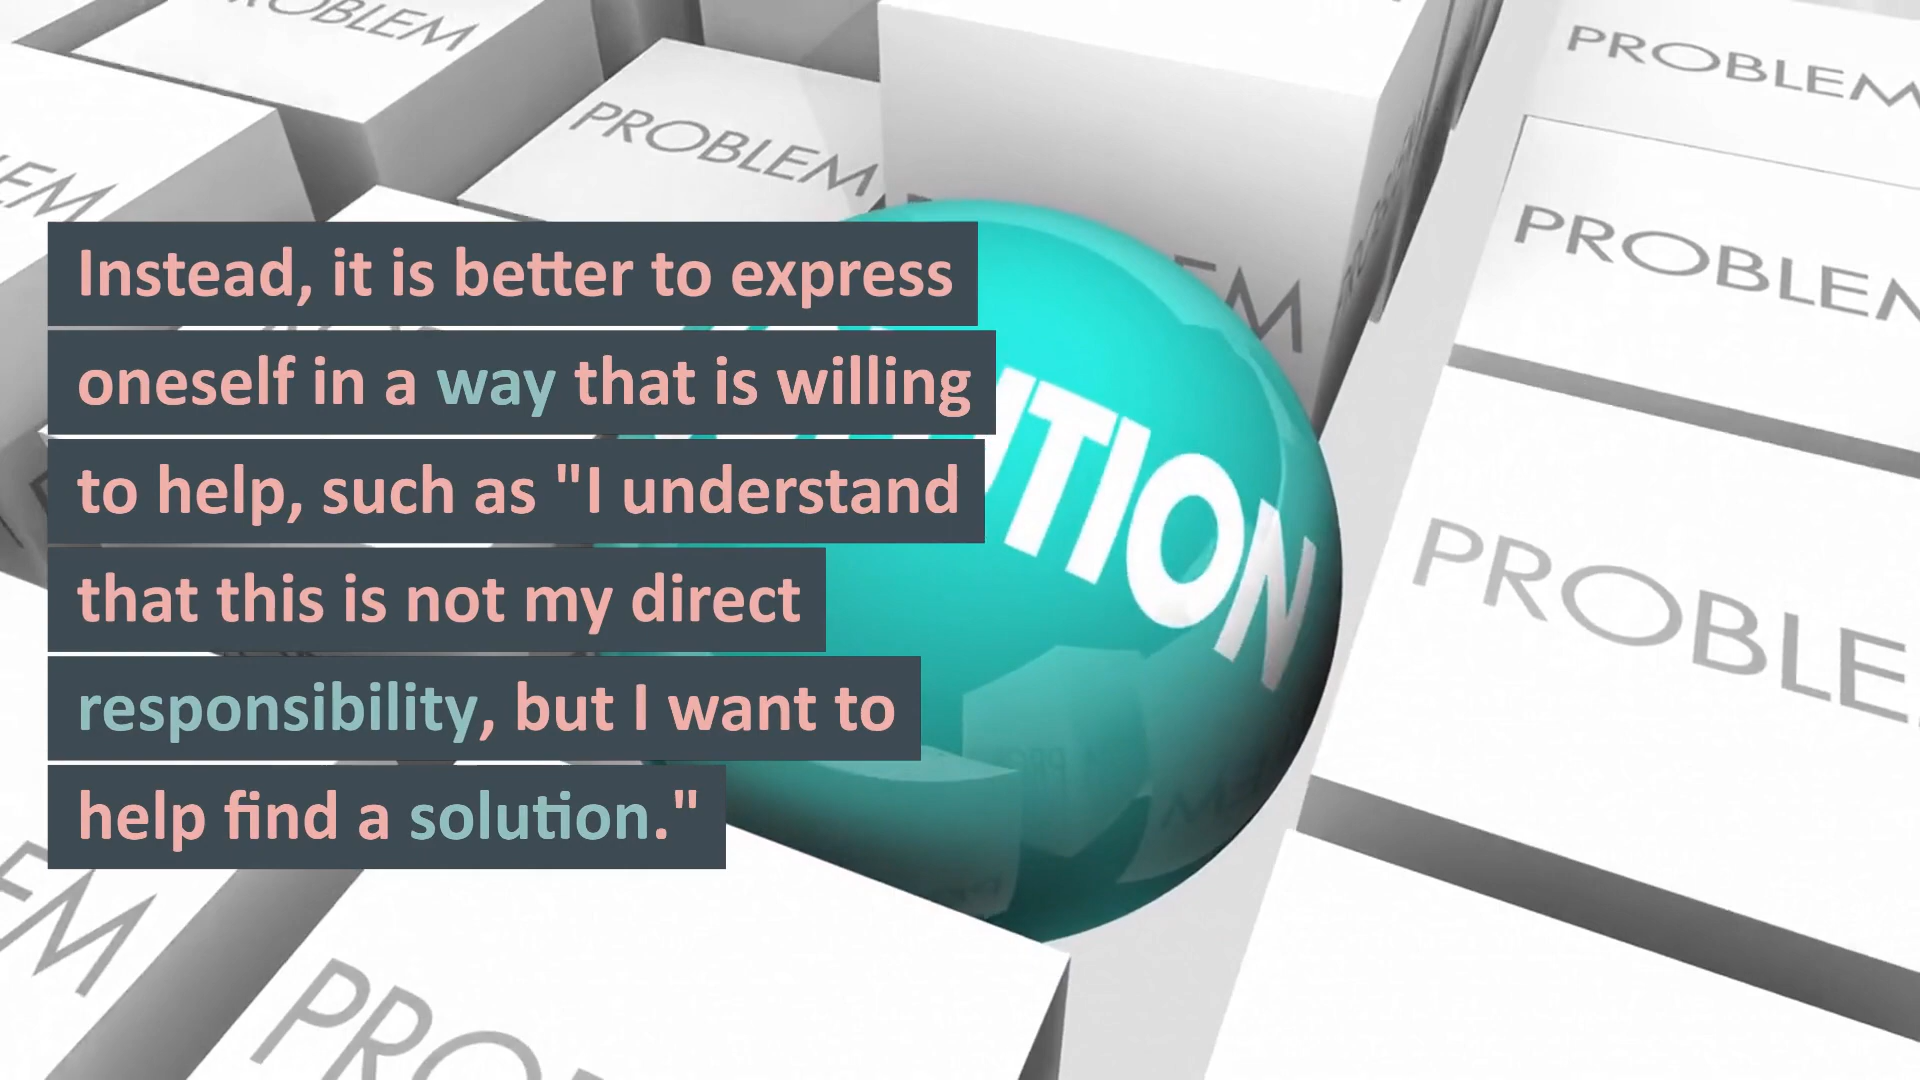 PROBLEM
PROBLEM
PROBLEM
PROBLEM
Instead, it is better to express
oneself in a way that is willing
to help, such as "I understand
that this is not my direct
responsibility, but I want to
help find a solution."